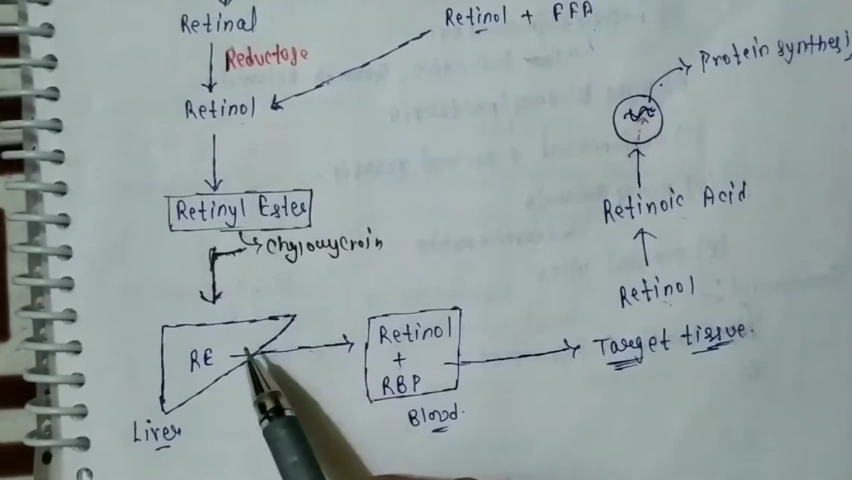 Retinal
Retinol + FFA
Reductase
Retinol
Protein synthesi
Retinyl Ester
Chylomycroin
Retinoic Acid
Retinol
RE
Retinol
+
RBP
Target tissue.
Liver
Blood.